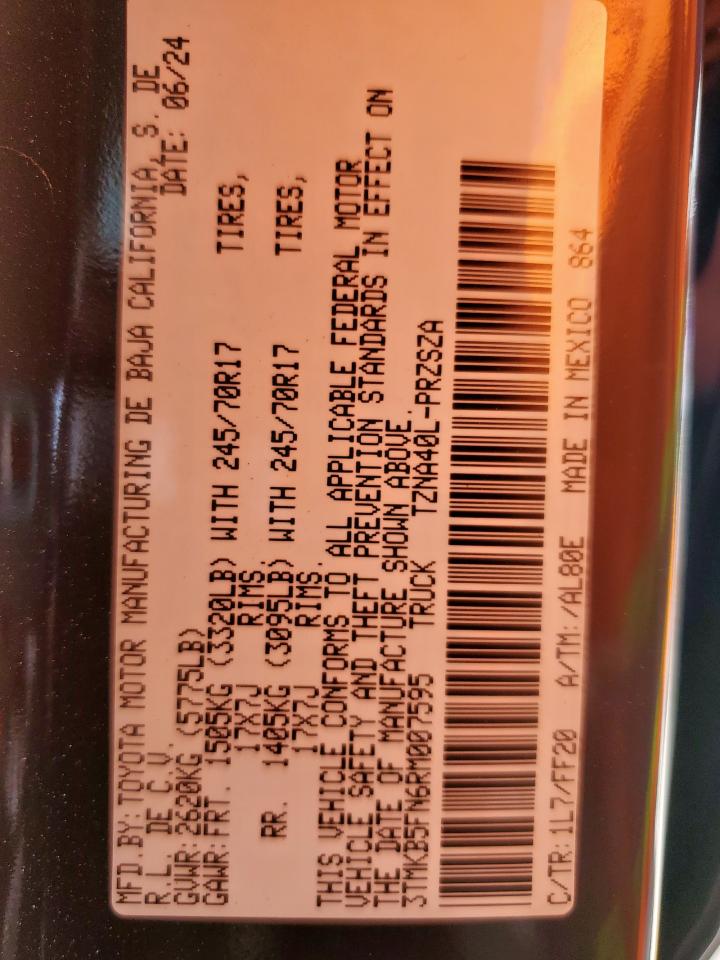 MFD.BY:TOYOTA MOTOR MANUFACTURING DE BAJA CALIFORNIA, S. DE
R.L. DE C.V. DATE: 06/24
GVWR:2620KG (5775LB)
GAWR:FRT. 1505KG (3320LB) WITH 245/70R17 TIRES,
17X7J RIMS.
RR. 1405KG (3095LB) WITH 245/70R17 TIRES,
17X7J RIMS.
THIS VEHICLE CONFORMS TO ALL APPLICABLE FEDERAL MOTOR
VEHICLE SAFETY AND THEFT PREVENTION STANDARDS IN EFFECT ON
THE DATE OF MANUFACTURE SHOWN ABOVE.
3TMKB5FN6RM007595 TRUCK TZNA40L-PRZSZA
C/TR:1L7/FF20 A/TM:/AL80E MADE IN MEXICO 864